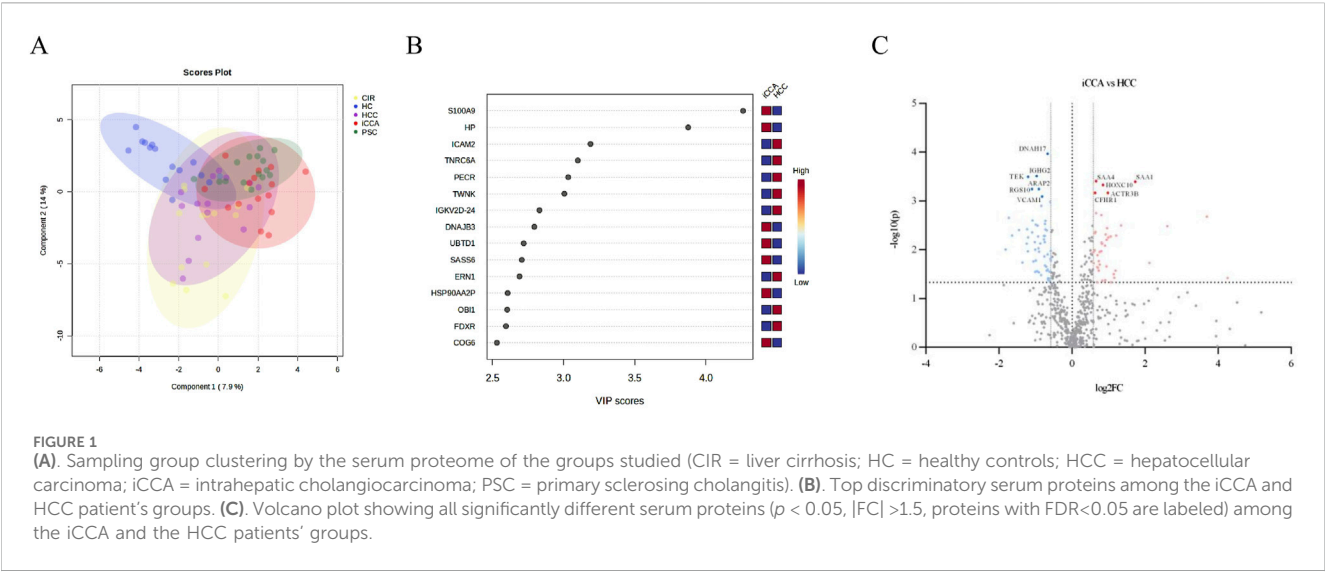 A
Scores Plot
CIR
HC
HCC
iCCA
PSC
Component 2 ( 14 %)
5
0
-5
-10
-6 -4 -2 0 2 4 6
Component 1 ( 7.9 %)
B
iCCA
HCC
S100A9
HP
ICAM2
TNRC6A
PECR
TWNK
IGKV2D-24
DNAJB3
UBTD1
SASS6
ERN1
HSP90AA2P
OBI1
FDXR
COG6
High
Low
2.5 3.0 3.5 4.0
VIP scores
C
iCCA vs HCC
-log10(p)
5
4
3
2
1
0
DNAH17
IGHG2
TEK
ARAP2
RGS10
VCAM1
SAA4
SAA1
HOXC10
ACTR3B
CFHR1
-4 -2 0 2 4 6
log2FC
FIGURE 1
(A). Sampling group clustering by the serum proteome of the groups studied (CIR = liver cirrhosis; HC = healthy controls; HCC = hepatocellular
carcinoma; iCCA = intrahepatic cholangiocarcinoma; PSC = primary sclerosing cholangitis). (B). Top discriminatory serum proteins among the iCCA and
HCC patient's groups. (C). Volcano plot showing all significantly different serum proteins (p < 0.05, |FC| >1.5, proteins with FDR<0.05 are labeled) among
the iCCA and the HCC patients' groups.